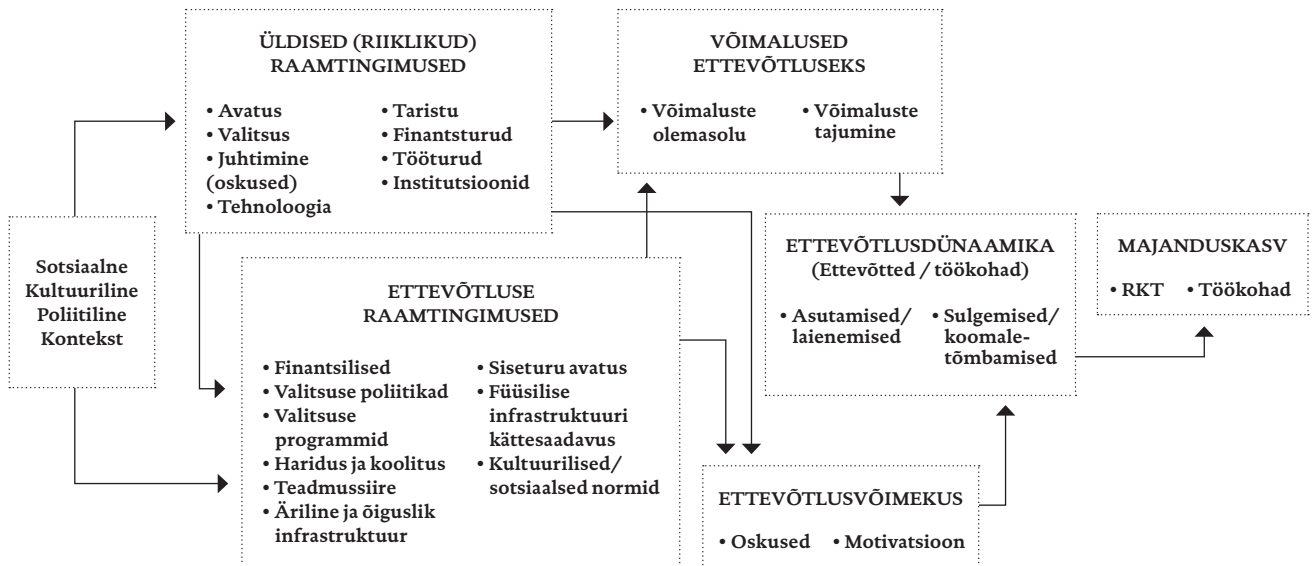 Sotsiaalne
Kultuuriline
Poliitiline
Kontekst
ÜLDISED (RIIKLIKUD)
RAAMTINGIMUSED
• Avatus
• Valitsus
• Juhtimine
(oskused)
• Tehnoloogia
• Taristu
• Finantsturud
• Tööturud
• Institutsioonid
ETTEVÕTLUSE
RAAMTINGIMUSED
• Finantsilised
• Valitsuse poliitikad
• Valitsuse
programmid
• Haridus ja koolitus
• Teadmussiire
• Äriline ja õiguslik
infrastruktuur
• Siseturu avatus
• Füüsilise
infrastruktuuri
kättesaadavus
• Kultuurilised/
sotsiaalsed normid
VÕIMALUSED
ETTEVÕTLUSEKS
• Võimaluste
olemasolu
• Võimaluste
tajumine
ETTEVÕTLUSVÕIMEKUS
• Oskused
• Motivatsioon
ETTEVÕTLUSDÜNAAMIKA
(Ettevõtted / töökohad)
• Asutamised/
laienemised
• Sulgemised/
koomale-
tõmbamised
MAJANDUSKASV
• RKT
• Töökohad